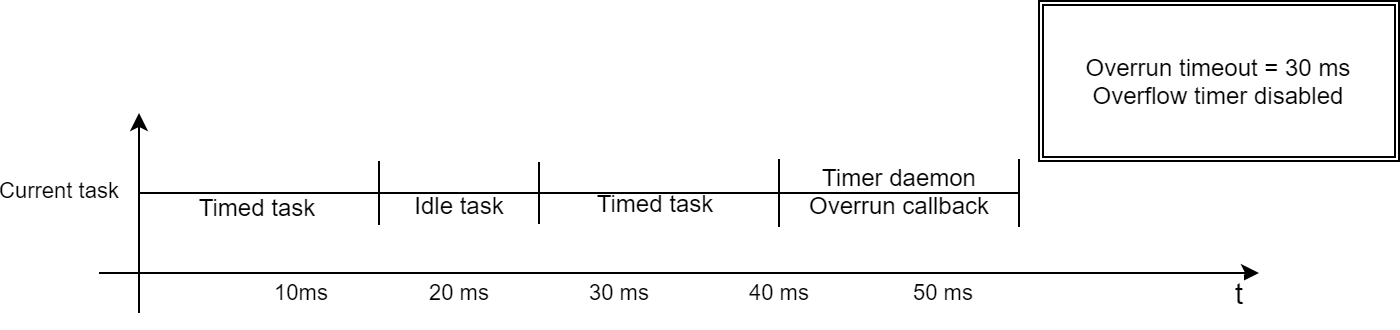 Overrun timeout = 30 ms
Overflow timer disabled
Current task
Timed task
Idle task
Timed task
Timer daemon
Overrun callback
10ms
20 ms
30 ms
40 ms
50 ms
t